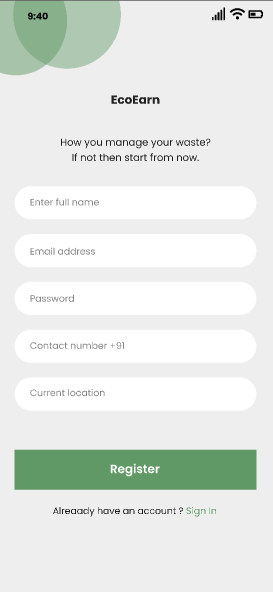 9:40
EcoEarn
How you manage your waste?
If not then start from now.
Enter full name
Email address
Password
Contact number +91
Current location
Register
Alreaady have an account ? Sign In